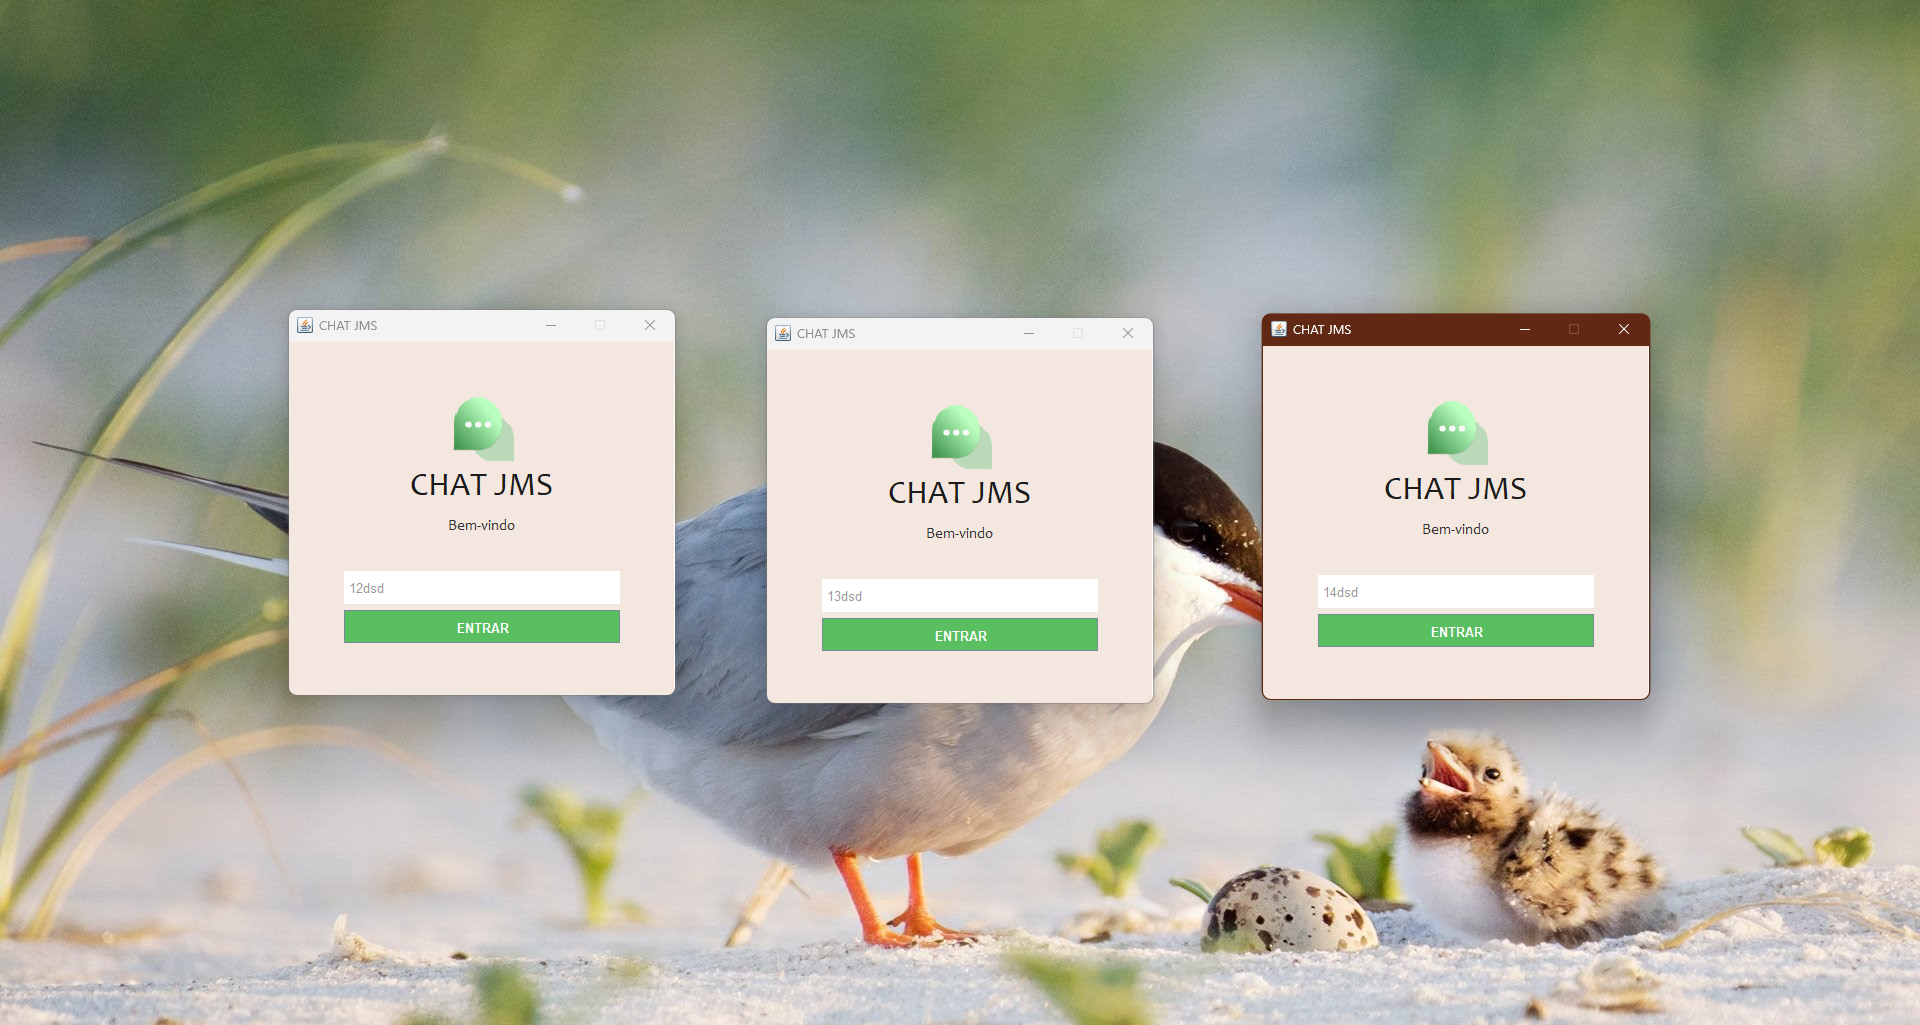 CHAT JMS
CHAT JMS
Bem-vindo
12dsd
ENTRAR
CHAT JMS
CHAT JMS
Bem-vindo
13dsd
ENTRAR
CHAT JMS
CHAT JMS
Bem-vindo
14dsd
ENTRAR